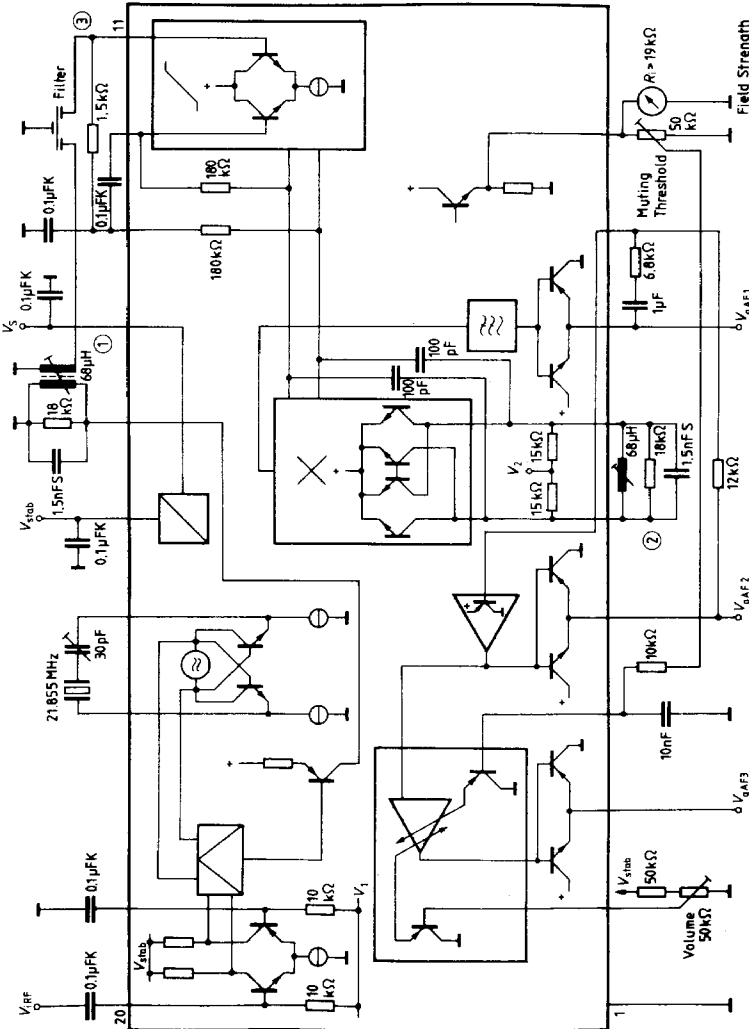 V_iRF
0.1µFK
0.1µFK
21.855 MHz
30pF
V_stab
0.1µFK
1.5nFS
18
kΩ
68µH
①
V_S
0.1µFK
0.1µFK
Filter
1.5kΩ
0.1µFK
③
20
11
V_stab
10
kΩ
10
kΩ
V_1
+
180kΩ
180
kΩ
+
+
100
pF
100
pF
V_2
15kΩ
15kΩ
+
+
+
+
+
1
V_stab
50kΩ
Volume
50kΩ
V_qAF3
10nF
10kΩ
V_qAF2
12kΩ
②
68µH
18kΩ
1.5nFS
V_qAF1
1µF
6.8kΩ
Muting
Threshold
50
kΩ
R_i > 19kΩ
Field Strength